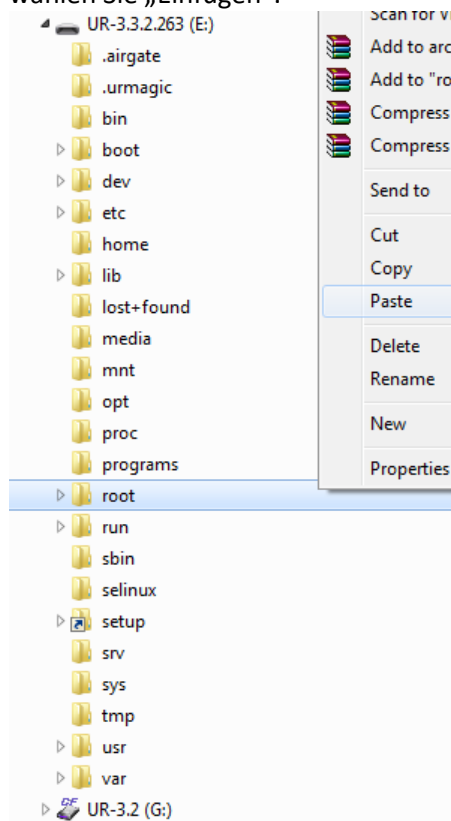 wählen Sie „Einfügen“.
UR-3.3.2.263 (E:)
.airgate
.urmagic
bin
boot
dev
etc
home
lib
lost+found
media
mnt
opt
proc
programs
root
run
sbin
selinux
setup
srv
sys
tmp
usr
var
UR-3.2 (G:)
Scan for
Add to
Add to "ro
Compress
Compress
Send to
Cut
Copy
Paste
Delete
Rename
New
Properties